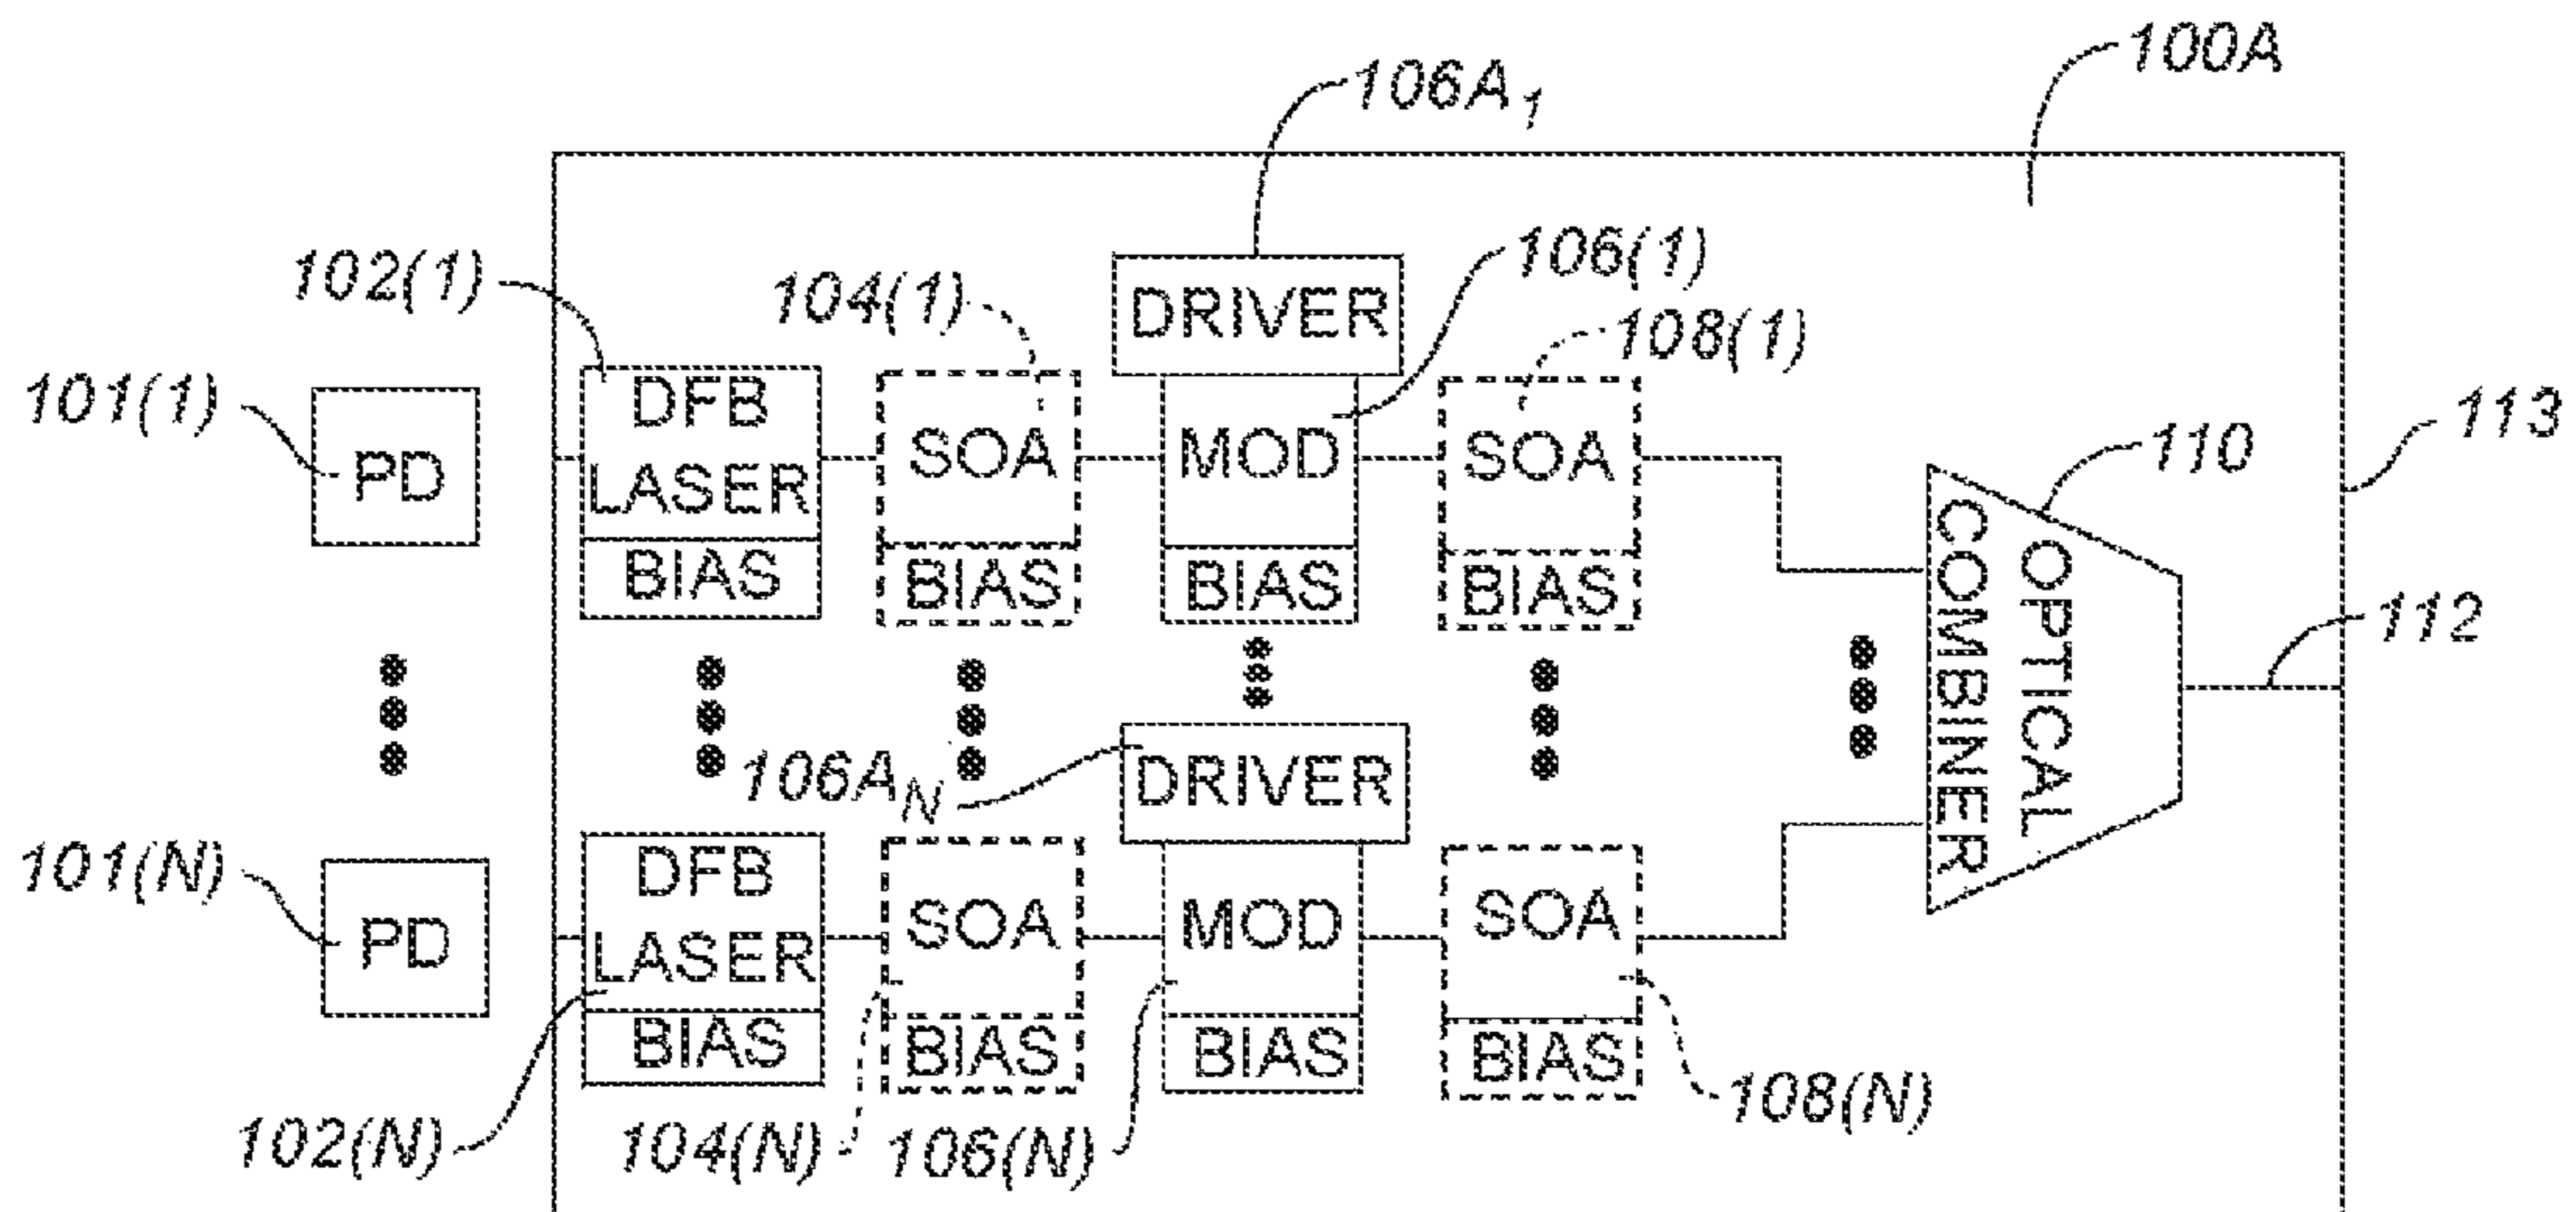 100A
106A1
106(1)
102(1)
104(1)
DRIVER
108(1)
101(1)
DFB
LASER
BIAS
PD
SOA
BIAS
MOD
BIAS
SOA
BIAS
113
110
OPTICAL
COMBINER
112
106AN
DRIVER
101(N)
PD
DFB
LASER
BIAS
SOA
BIAS
MOD
BIAS
SOA
BIAS
102(N)
104(N)
106(N)
108(N)